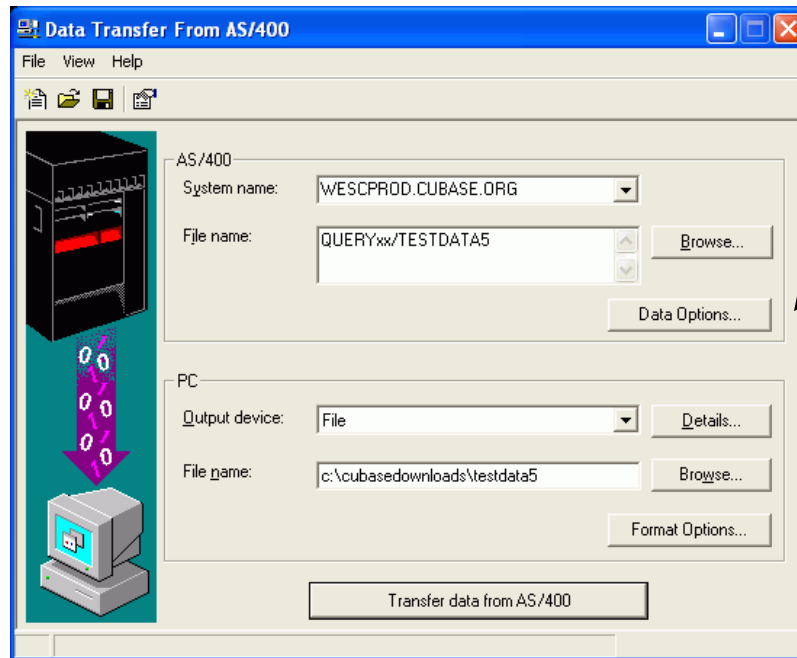 Data Transfer From AS/400
File View Help
AS/400
System name: WESCPROD.CUBASE.ORG
File name: QUERYxx/TESTDATA5 Browse...
Data Options...
PC
Output device: File Details...
File name: c:\cubasedownloads\testdata5 Browse...
Format Options...
Transfer data from AS/400